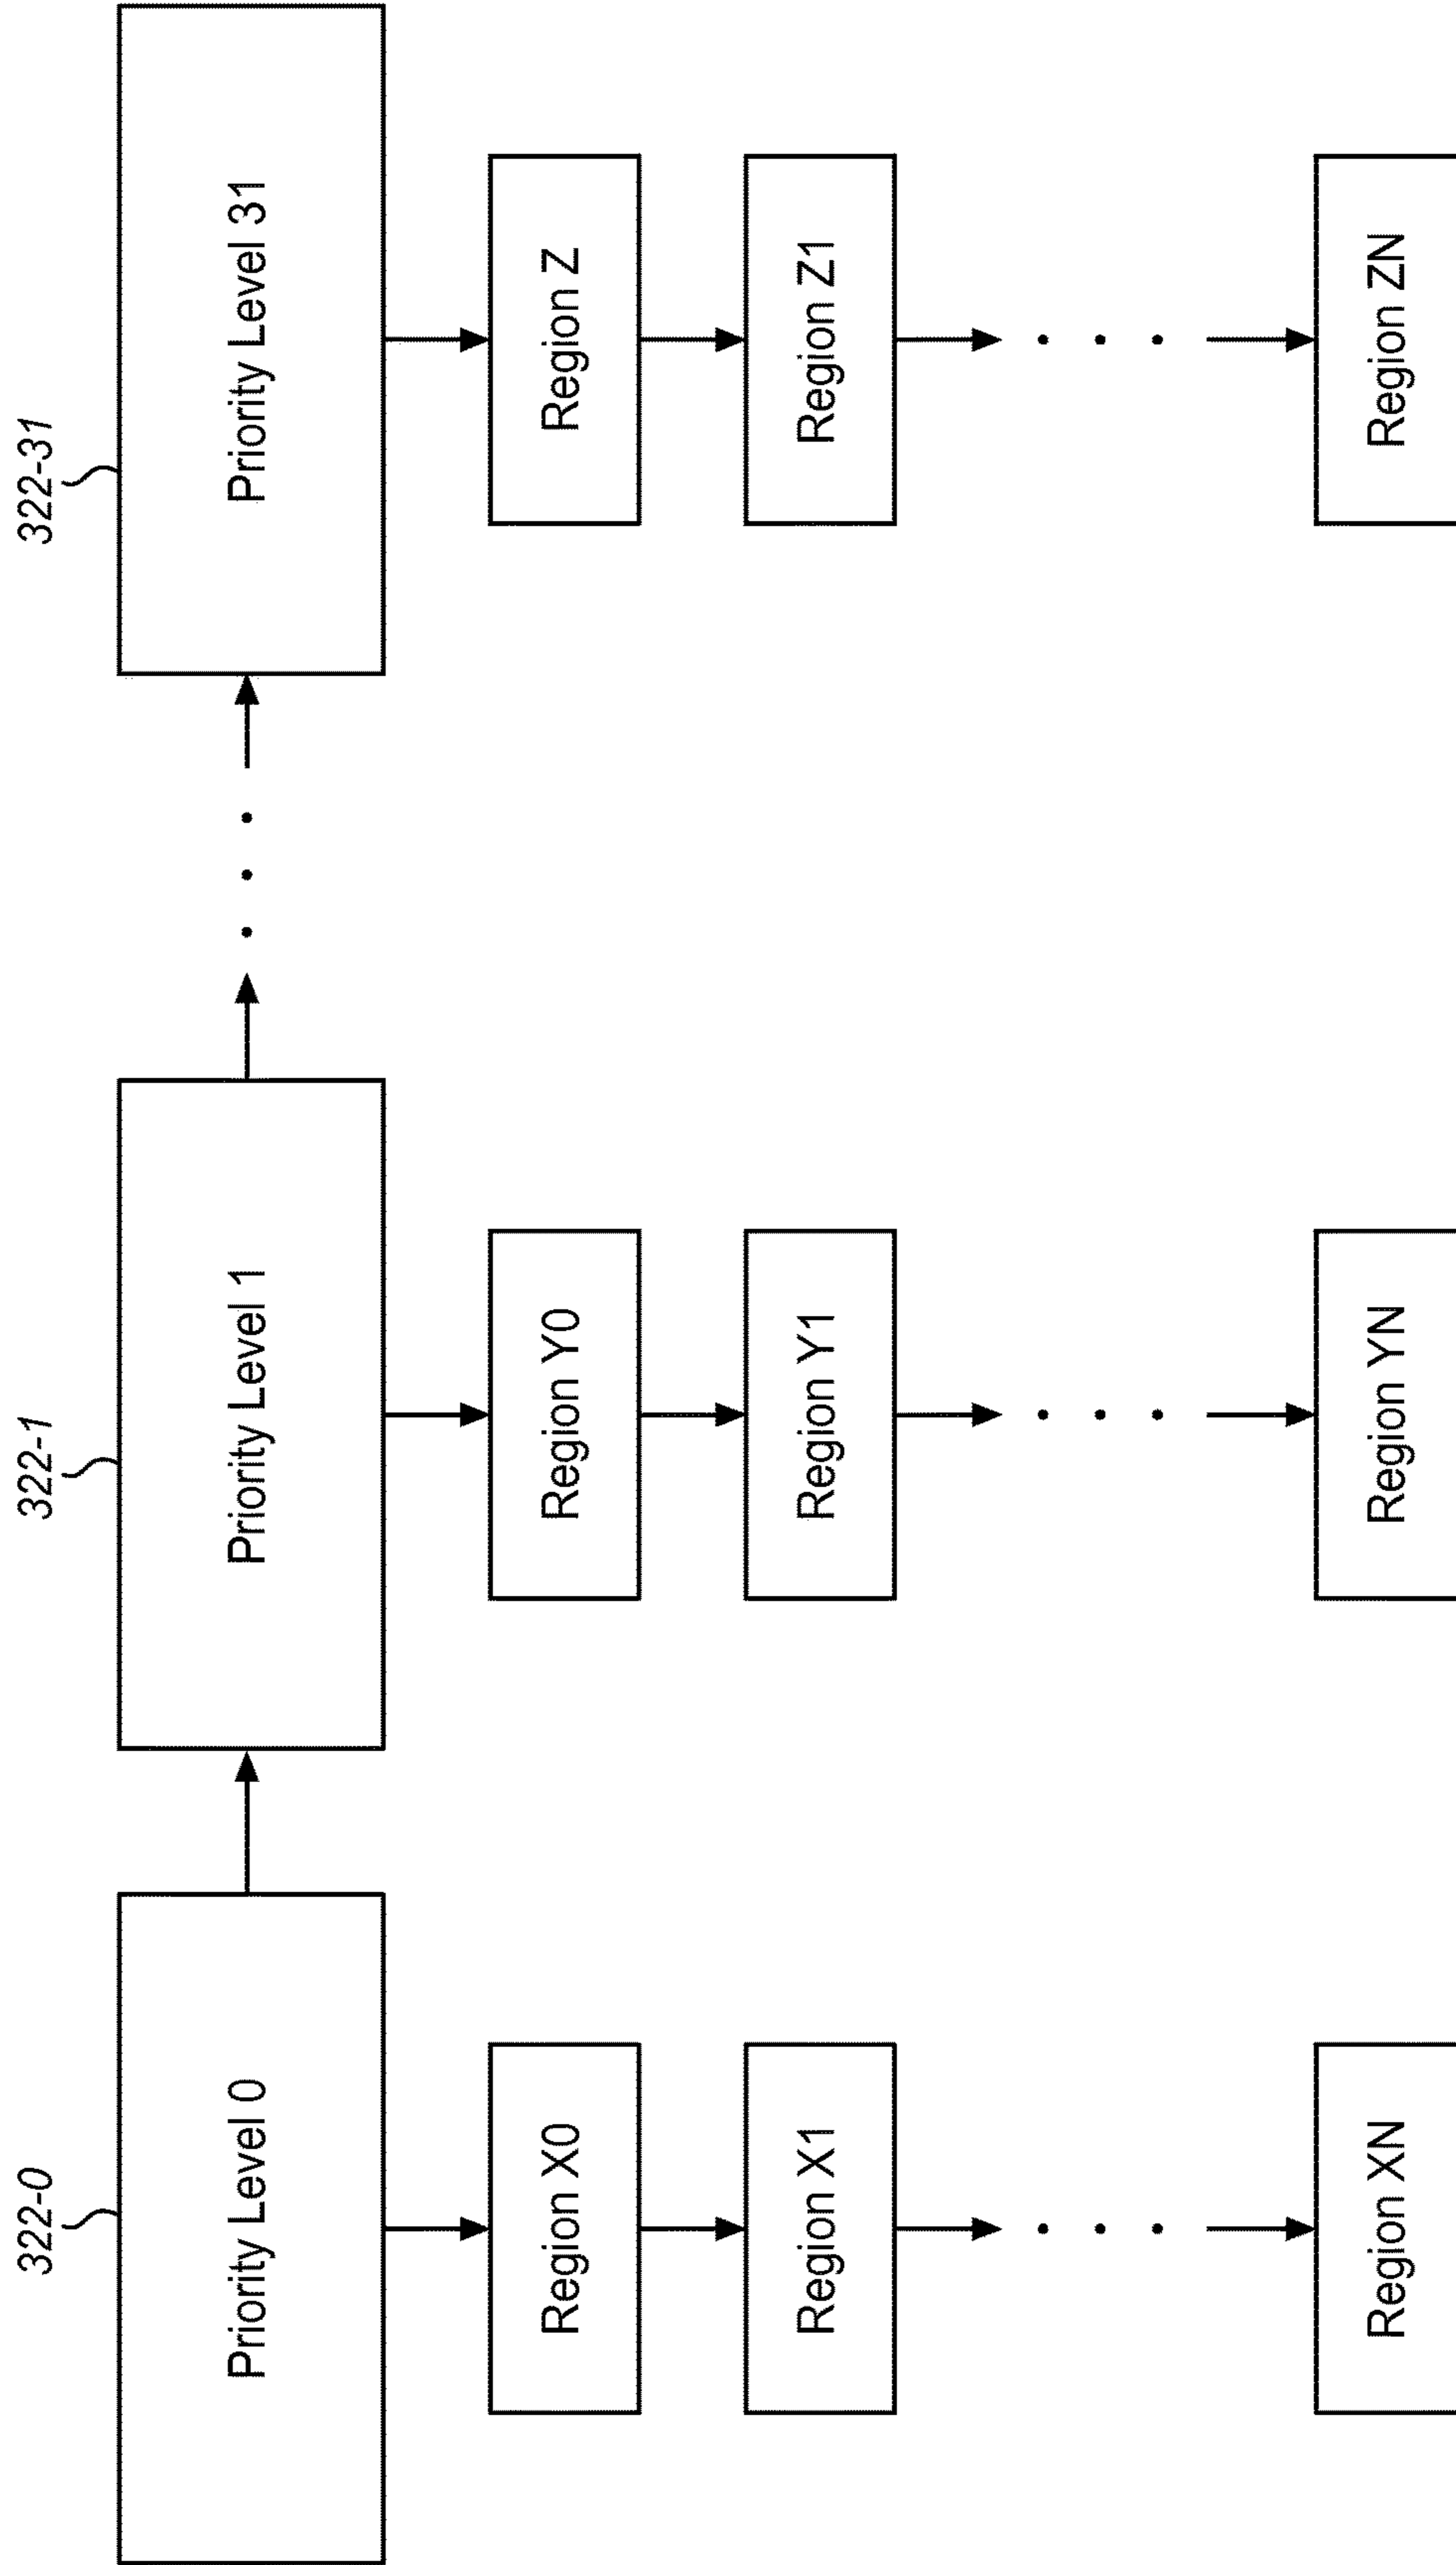 322-0
322-1
322-31
Priority Level 0
Priority Level 1
Priority Level 31
Region X0
Region Y0
Region Z
Region X1
Region Y1
Region Z1
Region XN
Region YN
Region ZN